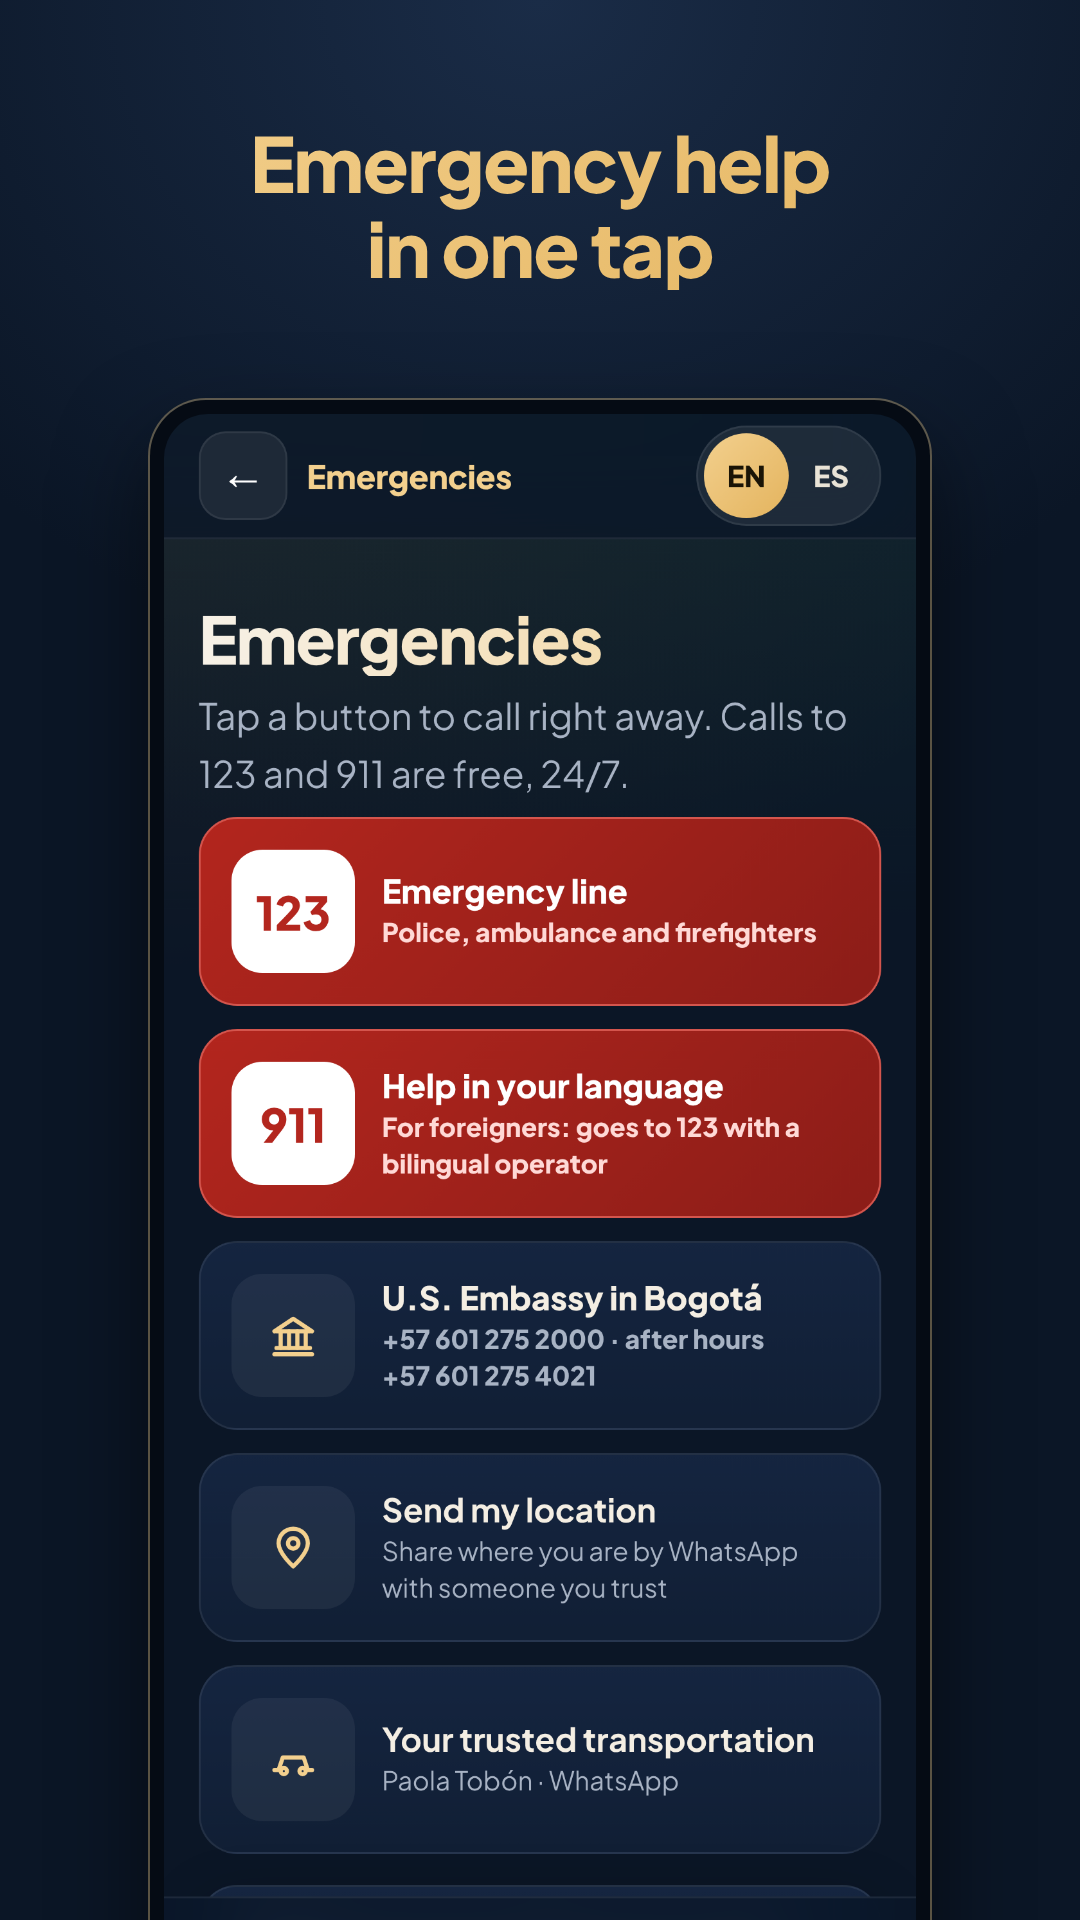 Emergency help
in one tap
← Emergencies EN ES
Emergencies
Tap a button to call right away. Calls to
123 and 911 are free, 24/7.
123
Emergency line
Police, ambulance and firefighters
911
Help in your language
For foreigners: goes to 123 with a
bilingual operator
U.S. Embassy in Bogotá
+57 601 275 2000 · after hours
+57 601 275 4021
Send my location
Share where you are by WhatsApp
with someone you trust
Your trusted transportation
Paola Tobón · WhatsApp